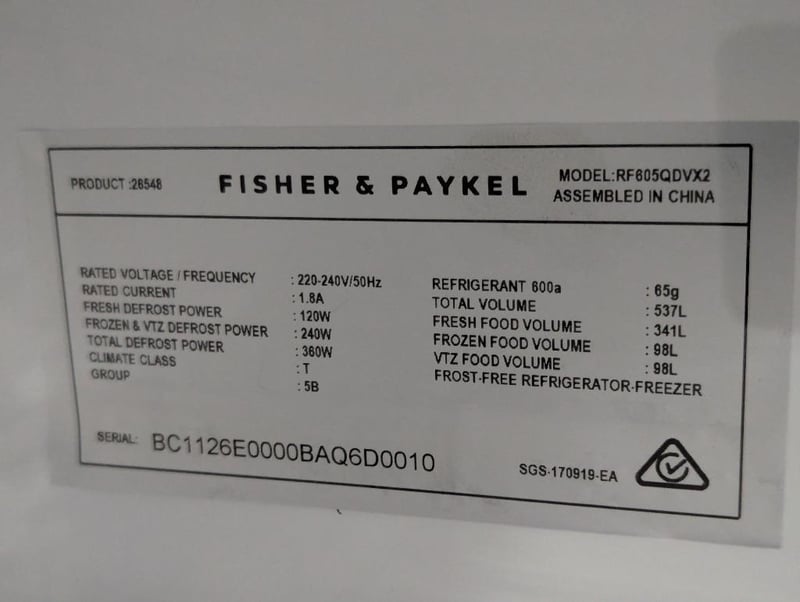 PRODUCT :26548
FISHER & PAYKEL
MODEL:RF605QDVX2
ASSEMBLED IN CHINA
RATED VOLTAGE / FREQUENCY : 220-240V/50Hz
RATED CURRENT : 1.8A
FRESH DEFROST POWER : 120W
FROZEN & VTZ DEFROST POWER : 240W
TOTAL DEFROST POWER : 360W
CLIMATE CLASS : T
GROUP : 5B
REFRIGERANT 600a : 65g
TOTAL VOLUME : 537L
FRESH FOOD VOLUME : 341L
FROZEN FOOD VOLUME : 98L
VTZ FOOD VOLUME : 98L
FROST-FREE REFRIGERATOR-FREEZER
SERIAL: BC1126E0000BAQ6D0010
SGS-170919-EA